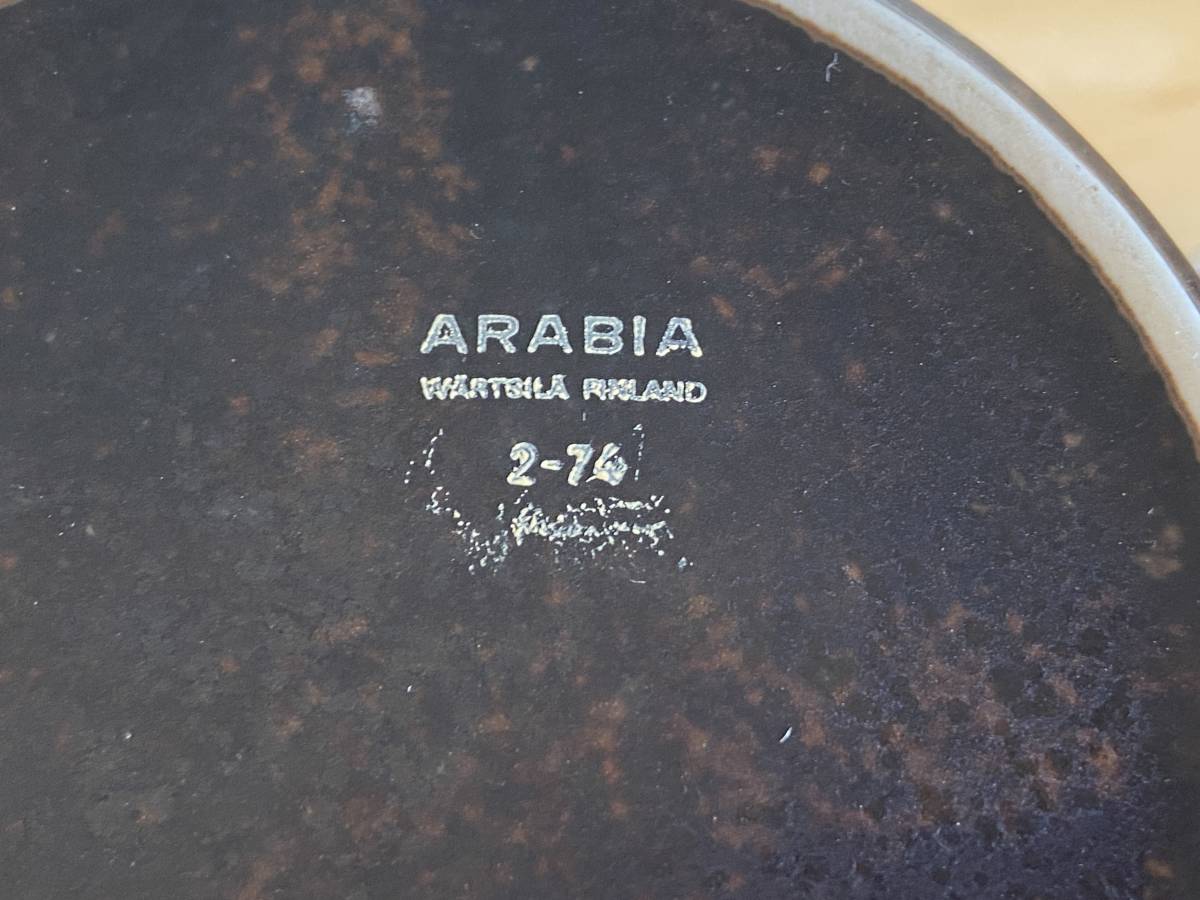 ARABIA
WÄRTSILÄ FINLAND
2-74